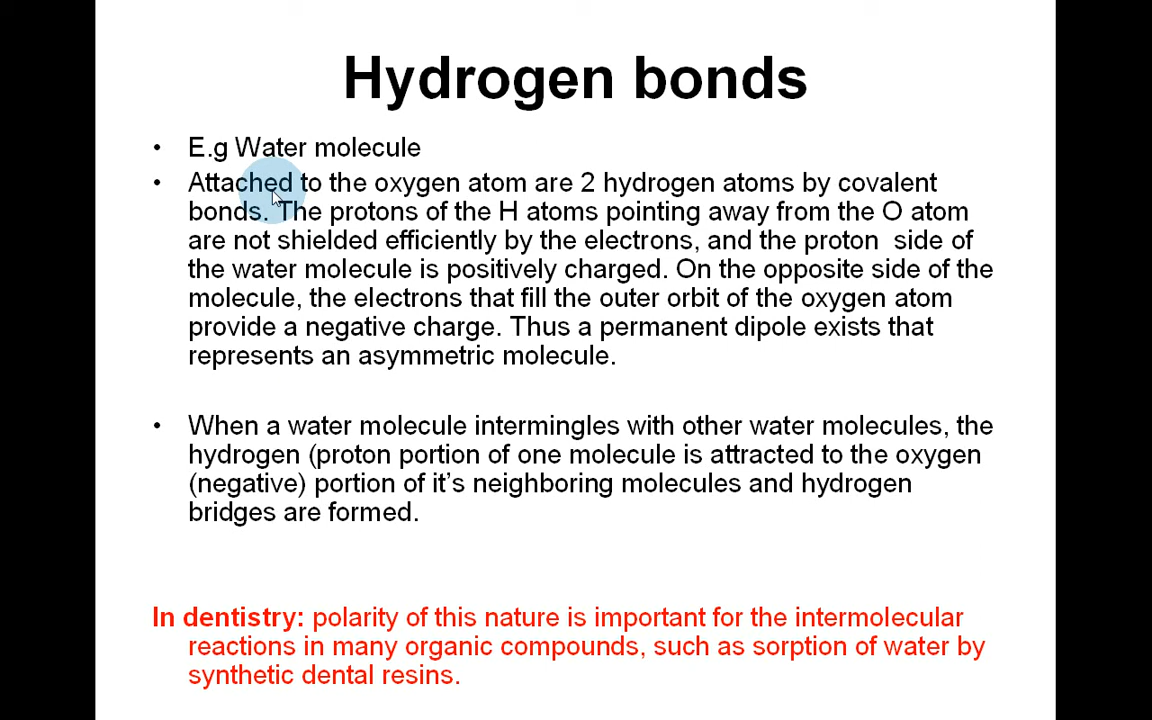 Hydrogen bonds
• E.g Water molecule
• Attached to the oxygen atom are 2 hydrogen atoms by covalent
bonds. The protons of the H atoms pointing away from the O atom
are not shielded efficiently by the electrons, and the proton  side of
the water molecule is positively charged. On the opposite side of the
molecule, the electrons that fill the outer orbit of the oxygen atom
provide a negative charge. Thus a permanent dipole exists that
represents an asymmetric molecule.
• When a water molecule intermingles with other water molecules, the
hydrogen (proton portion of one molecule is attracted to the oxygen
(negative) portion of it’s neighboring molecules and hydrogen
bridges are formed.
In dentistry: polarity of this nature is important for the intermolecular
reactions in many organic compounds, such as sorption of water by
synthetic dental resins.